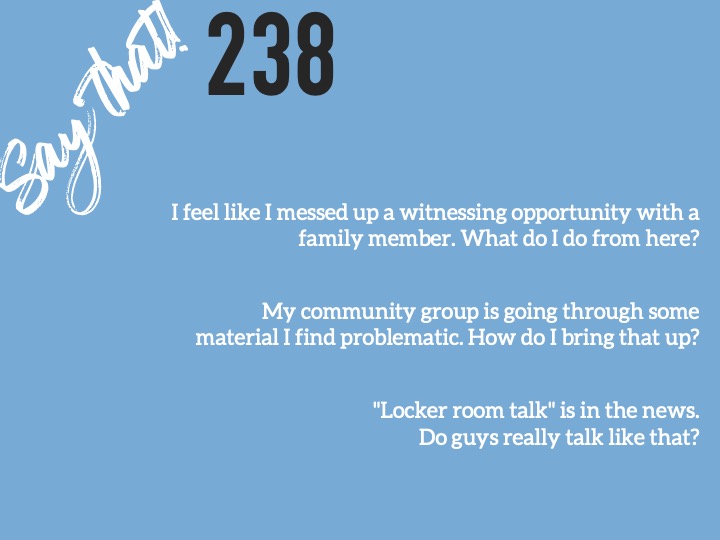 Say that!
238
I feel like I messed up a witnessing opportunity with a
family member. What do I do from here?
My community group is going through some
material I find problematic. How do I bring that up?
"Locker room talk" is in the news.
Do guys really talk like that?